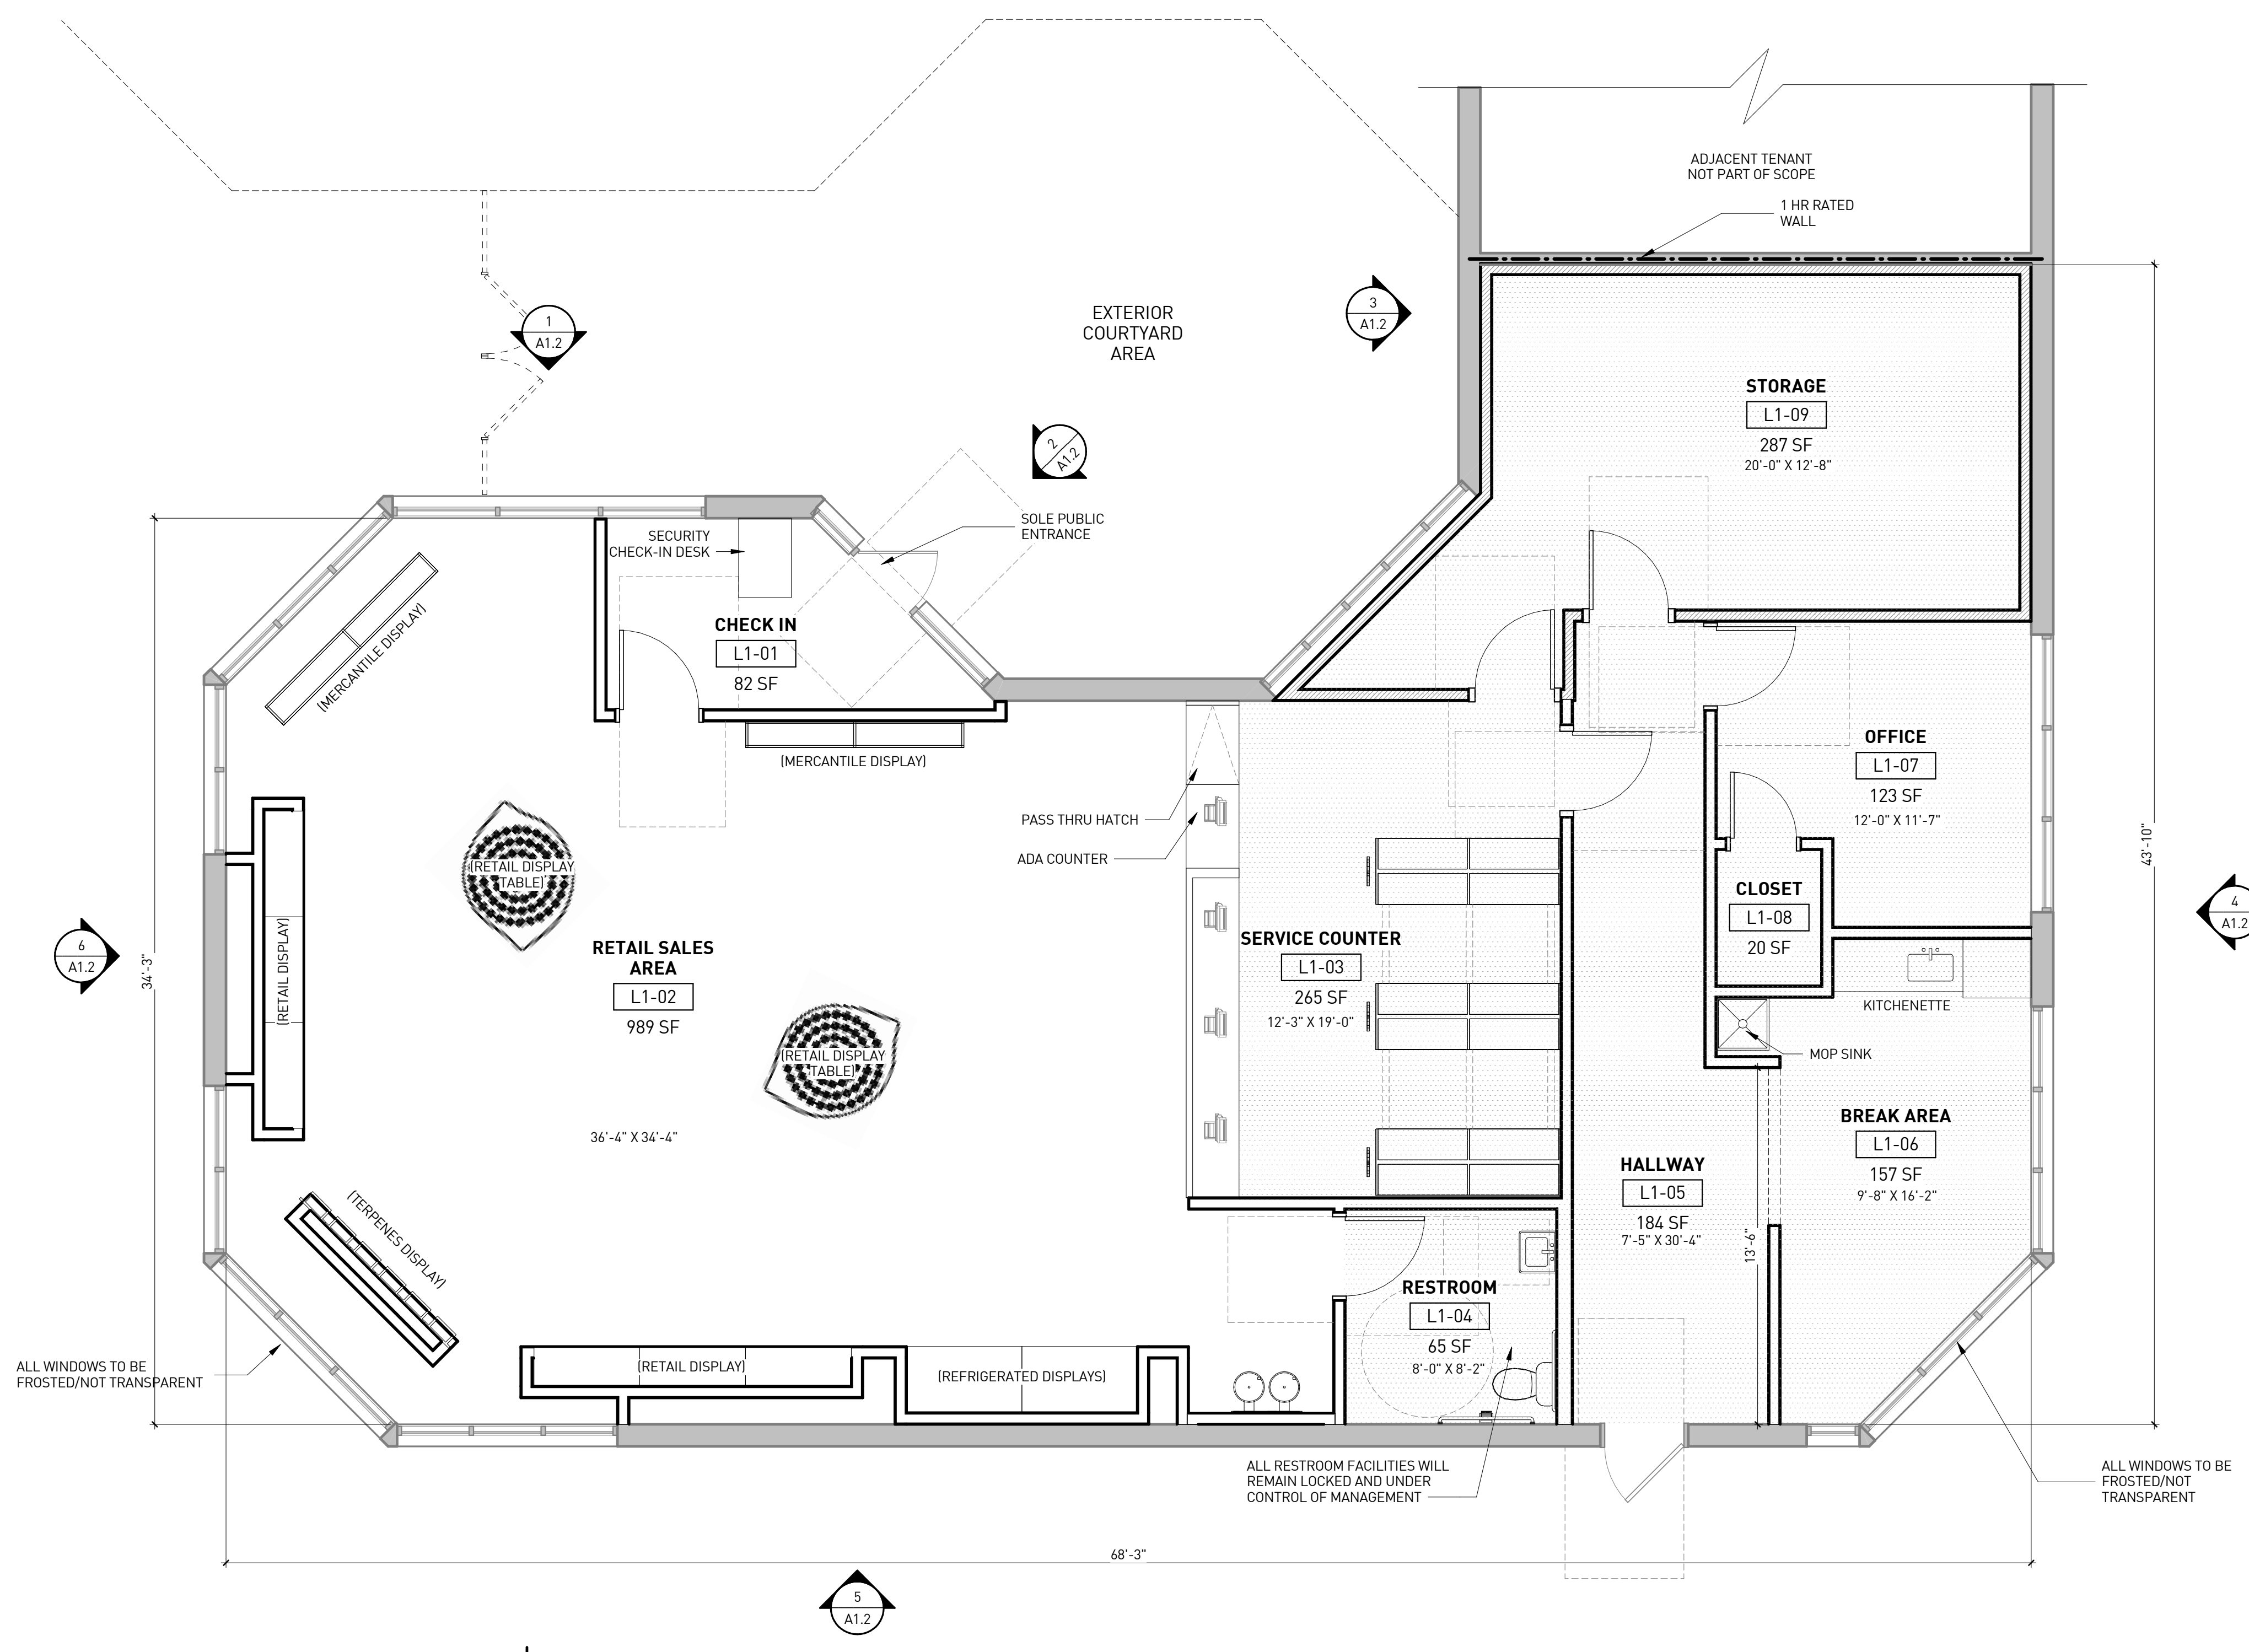 ADJACENT TENANT
NOT PART OF SCOPE
1 HR RATED
WALL
1
A1.2
EXTERIOR
COURTYARD
AREA
3
A1.2
2
A1.2
STORAGE
L1-09
287 SF
20'-0" X 12'-8"
SOLE PUBLIC
ENTRANCE
SECURITY
CHECK-IN DESK
CHECK IN
L1-01
82 SF
(MERCANTILE DISPLAY)
(MERCANTILE DISPLAY)
OFFICE
L1-07
123 SF
12'-0" X 11'-7"
PASS THRU HATCH
ADA COUNTER
43'-10"
(RETAIL DISPLAY
TABLE)
CLOSET
L1-08
20 SF
4
A1.2
6
A1.2
34'-3"
(RETAIL DISPLAY)
RETAIL SALES
AREA
L1-02
989 SF
SERVICE COUNTER
L1-03
265 SF
12'-3" X 19'-0"
KITCHENETTE
MOP SINK
(RETAIL DISPLAY
TABLE)
36'-4" X 34'-4"
BREAK AREA
L1-06
157 SF
9'-8" X 16'-2"
HALLWAY
L1-05
184 SF
7'-5" X 30'-4"
13'-6"
(TERPENES DISPLAY)
RESTROOM
L1-04
65 SF
8'-0" X 8'-2"
ALL WINDOWS TO BE
FROSTED/NOT TRANSPARENT
(RETAIL DISPLAY)
(REFRIGERATED DISPLAYS)
ALL RESTROOM FACILITIES WILL
REMAIN LOCKED AND UNDER
CONTROL OF MANAGEMENT
ALL WINDOWS TO BE
FROSTED/NOT
TRANSPARENT
68'-3"
5
A1.2